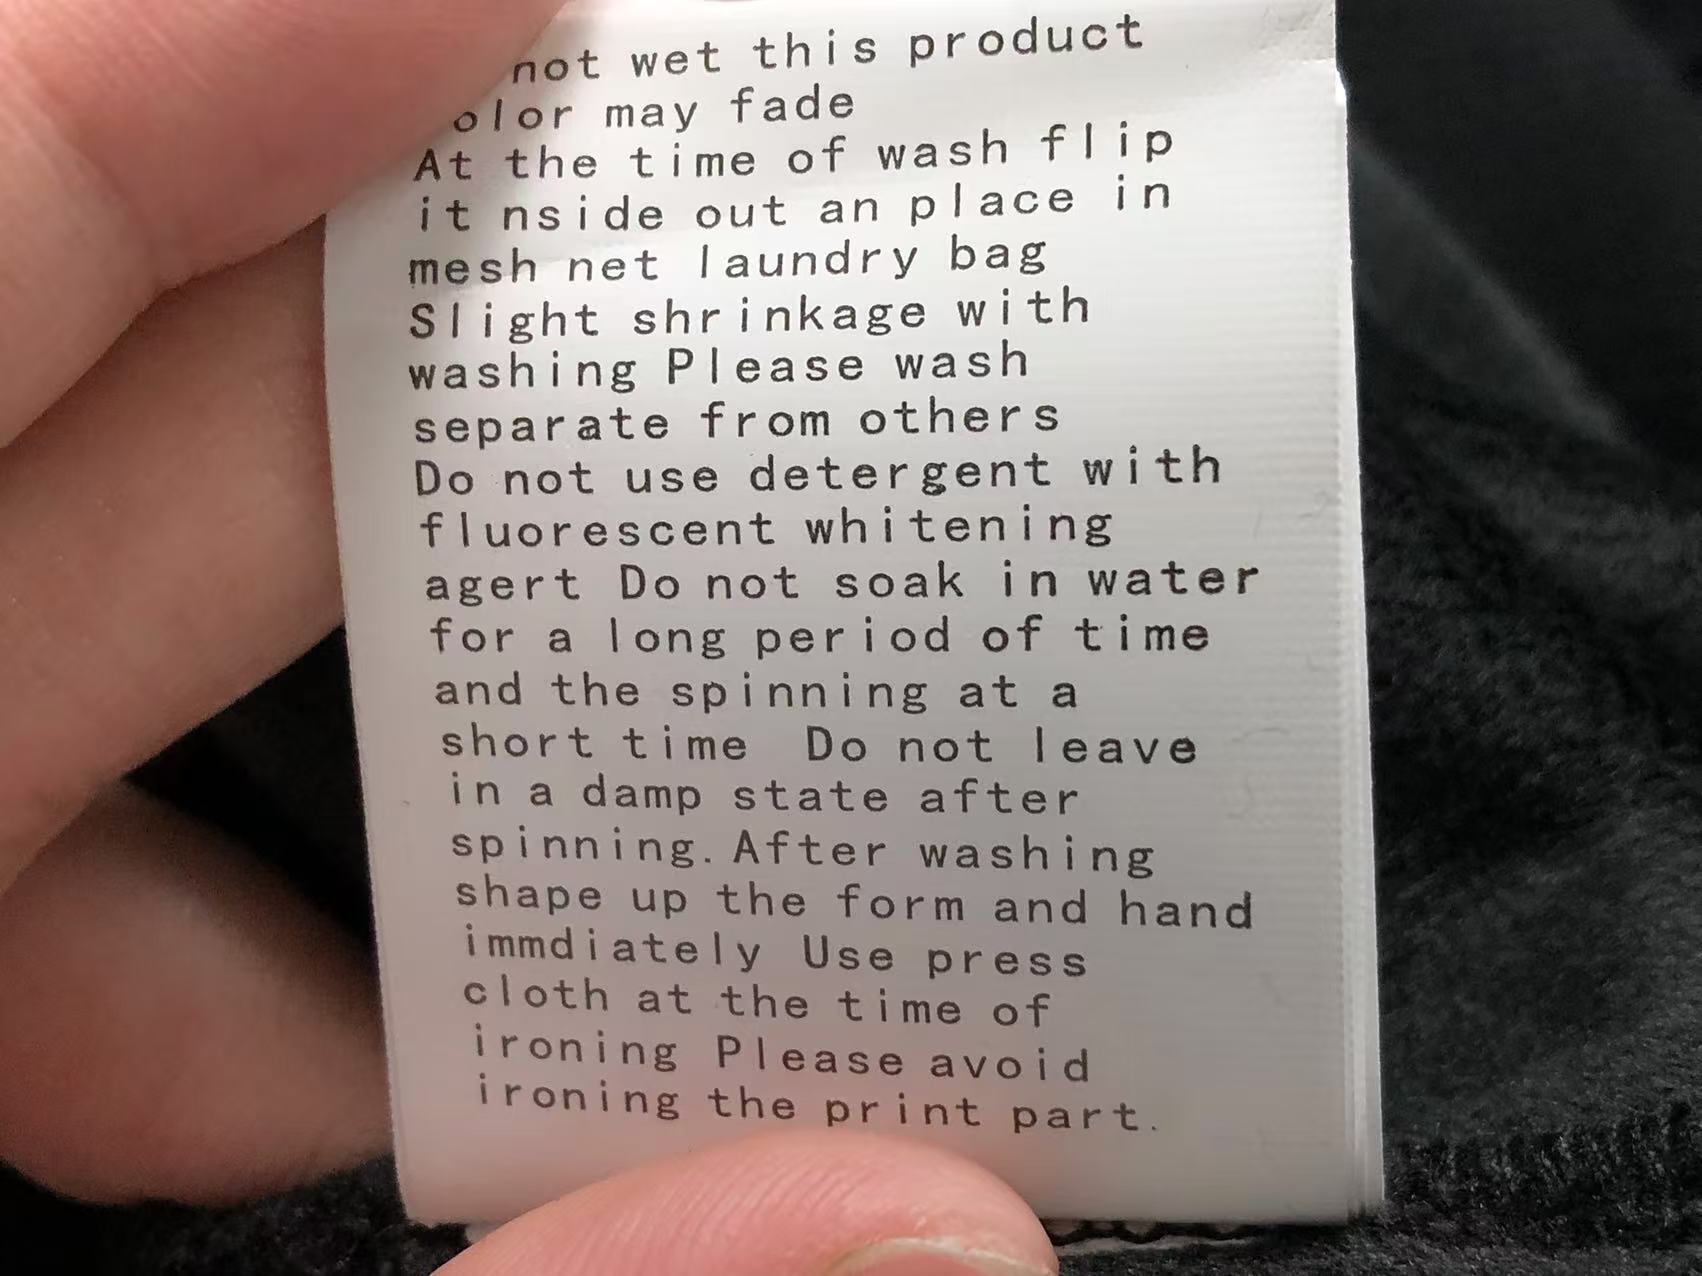 not wet this product
olor may fade
At the time of wash flip
it nside out an place in
mesh net laundry bag
Slight shrinkage with
washing Please wash
separate from others
Do not use detergent with
fluorescent whitening
agert Do not soak in water
for a long period of time
and the spinning at a
short time Do not leave
in a damp state after
spinning. After washing
shape up the form and hand
immdiately Use press
cloth at the time of
ironing Please avoid
ironing the print part.